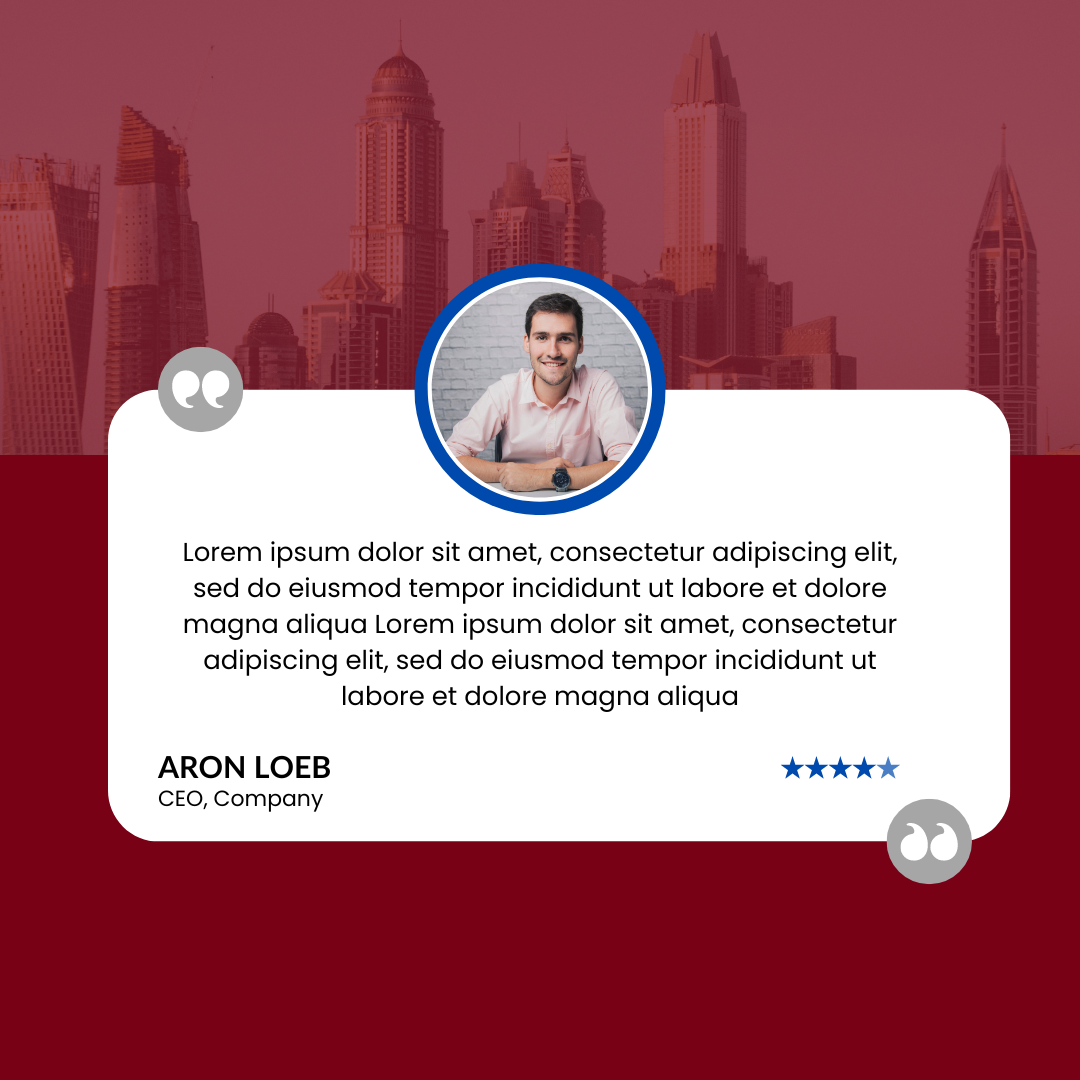 Lorem ipsum dolor sit amet, consectetur adipiscing elit,
sed do eiusmod tempor incididunt ut labore et dolore
magna aliqua Lorem ipsum dolor sit amet, consectetur
adipiscing elit, sed do eiusmod tempor incididunt ut
labore et dolore magna aliqua
ARON LOEB
CEO, Company